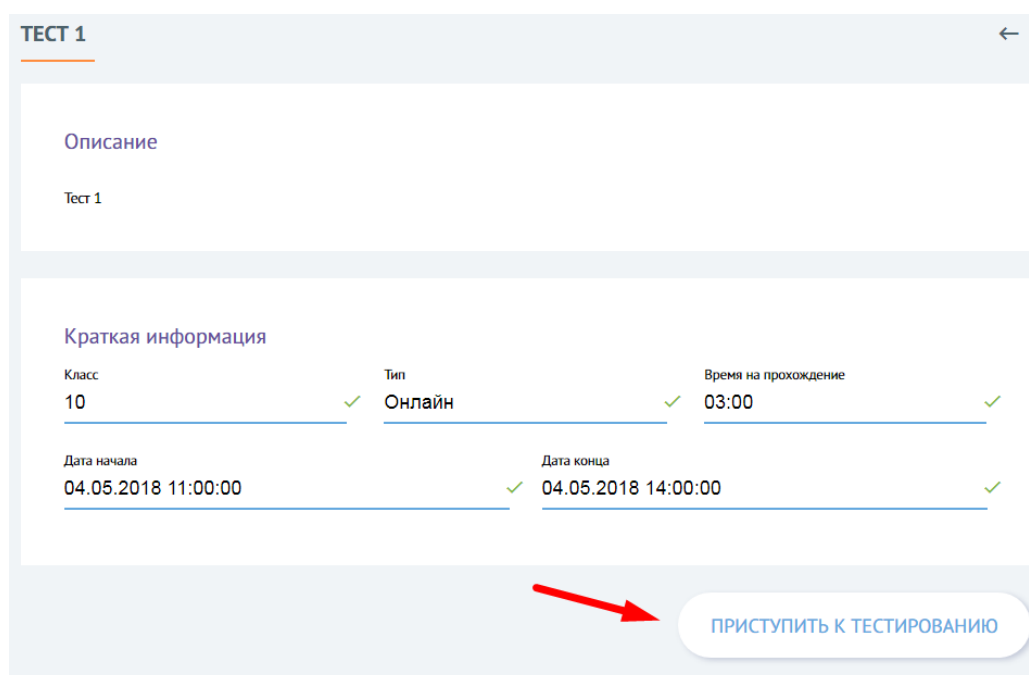 ТЕСТ 1
Описание
Тест 1
Краткая информация
Класс
Тип
Время на прохождение
10
Онлайн
03:00
Дата начала
Дата конца
04.05.2018 11:00:00
04.05.2018 14:00:00
ПРИСТУПИТЬ К ТЕСТИРОВАНИЮ